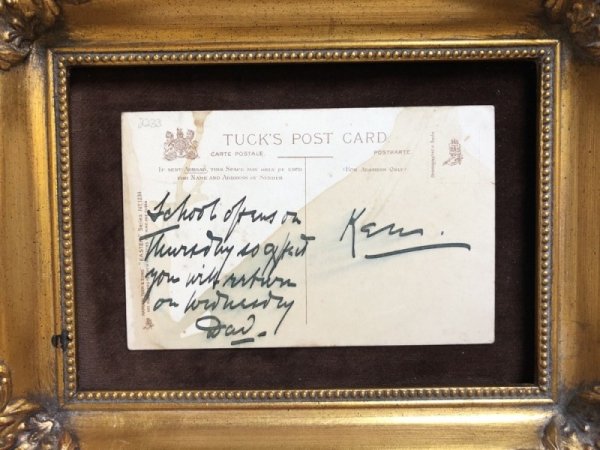 TUCK'S POST CARD
CARTE POSTALE. POSTKARTE.
IF SENT ABROAD, THIS SPACE MAY ONLY BE USED
FOR NAME AND ADDRESS OF SENDER
(FOR ADDRESS ONLY)
School opens on
Thursday so expect
you will return
on Wednesday
Dad.
Ken.